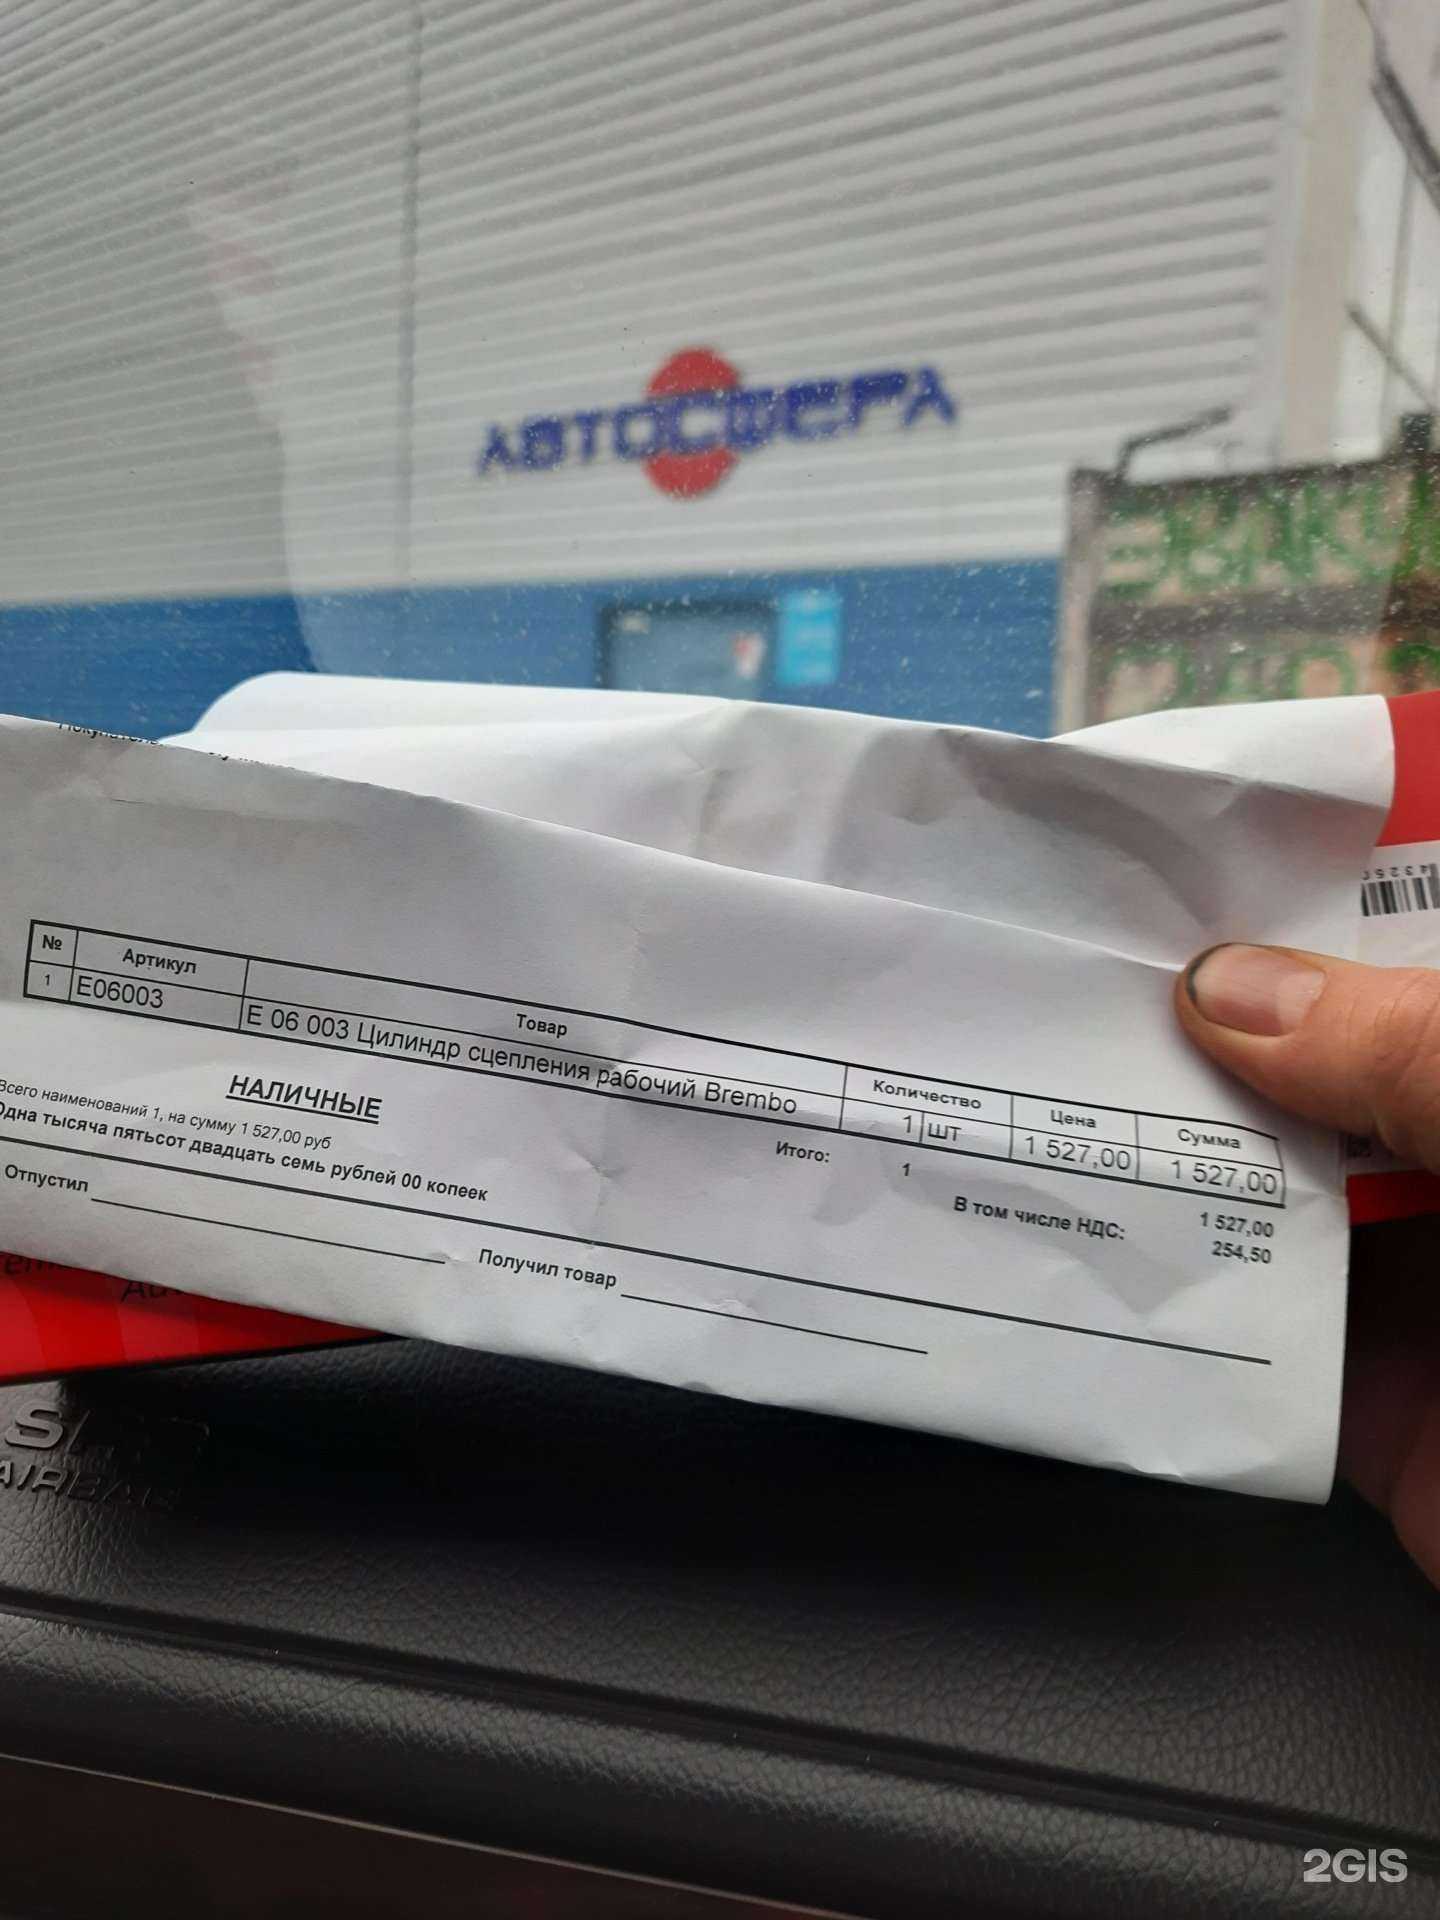 АВТОСФЕРА
№ Артикул Товар Количество Цена Сумма
1 E06003 E 06 003 Цилиндр сцепления рабочий Brembo 1 шт 1 527,00 1 527,00
Итого: 1 1 527,00
В том числе НДС: 254,50
НАЛИЧНЫЕ
Всего наименований 1, на сумму 1 527,00 руб
Одна тысяча пятьсот двадцать семь рублей 00 копеек
Отпустил
Получил товар
AIRBAG
2GIS